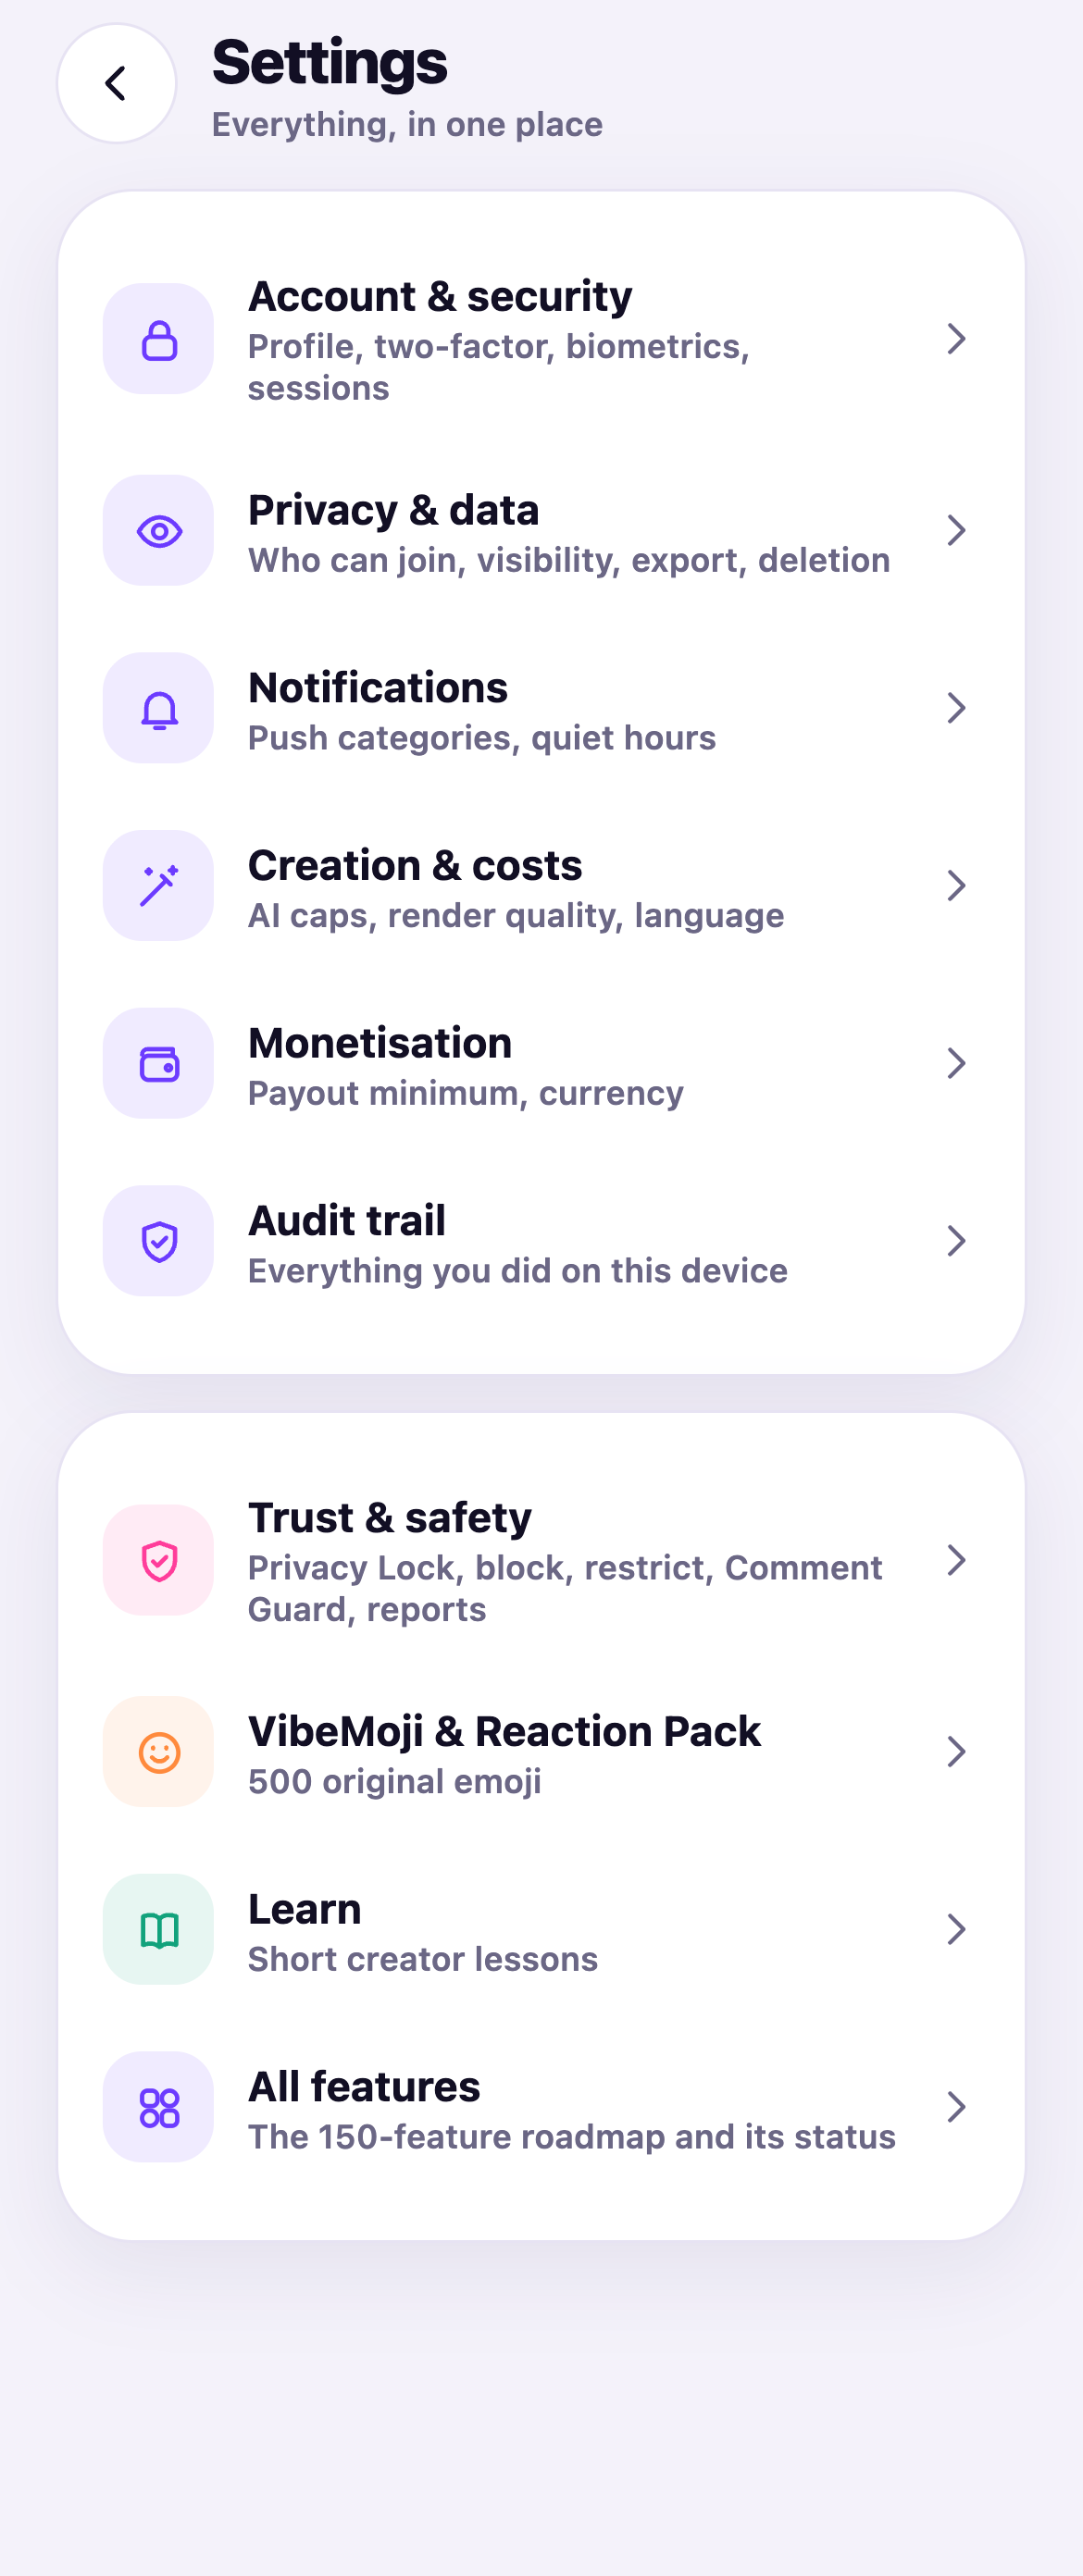 Settings
Everything, in one place
Account & security
Profile, two-factor, biometrics,
sessions
Privacy & data
Who can join, visibility, export, deletion
Notifications
Push categories, quiet hours
Creation & costs
AI caps, render quality, language
Monetisation
Payout minimum, currency
Audit trail
Everything you did on this device
Trust & safety
Privacy Lock, block, restrict, Comment
Guard, reports
VibeMoji & Reaction Pack
500 original emoji
Learn
Short creator lessons
All features
The 150-feature roadmap and its status